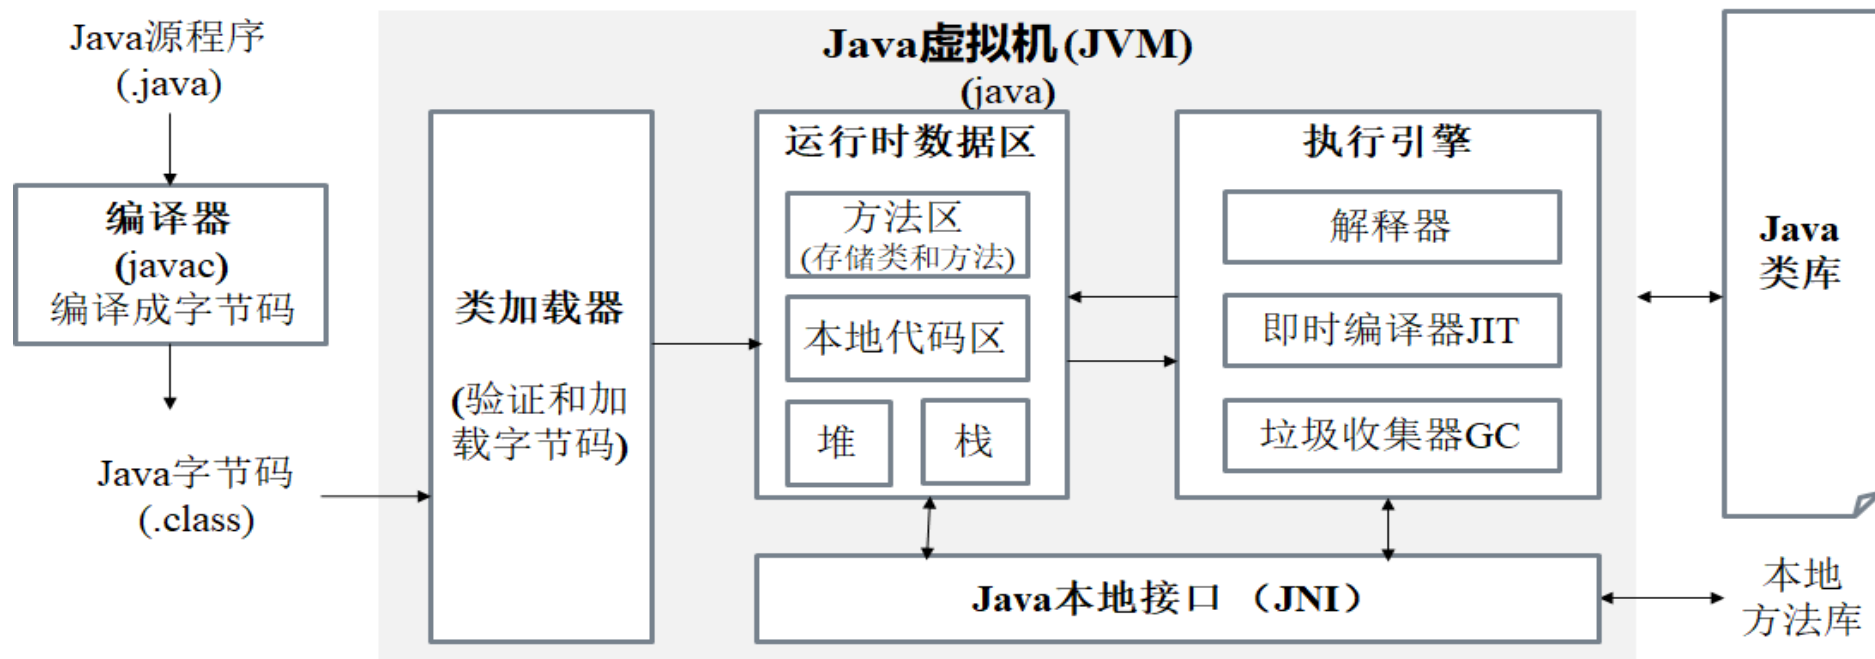 Java源程序
(.java)
编译器
(javac)
编译成字节码
Java字节码
(.class)
Java虚拟机(JVM)
(java)
类加载器
(验证和加
载字节码)
运行时数据区
方法区
(存储类和方法)
本地代码区
堆
栈
执行引擎
解释器
即时编译器JIT
垃圾收集器GC
Java本地接口（JNI）
Java
类库
本地
方法库